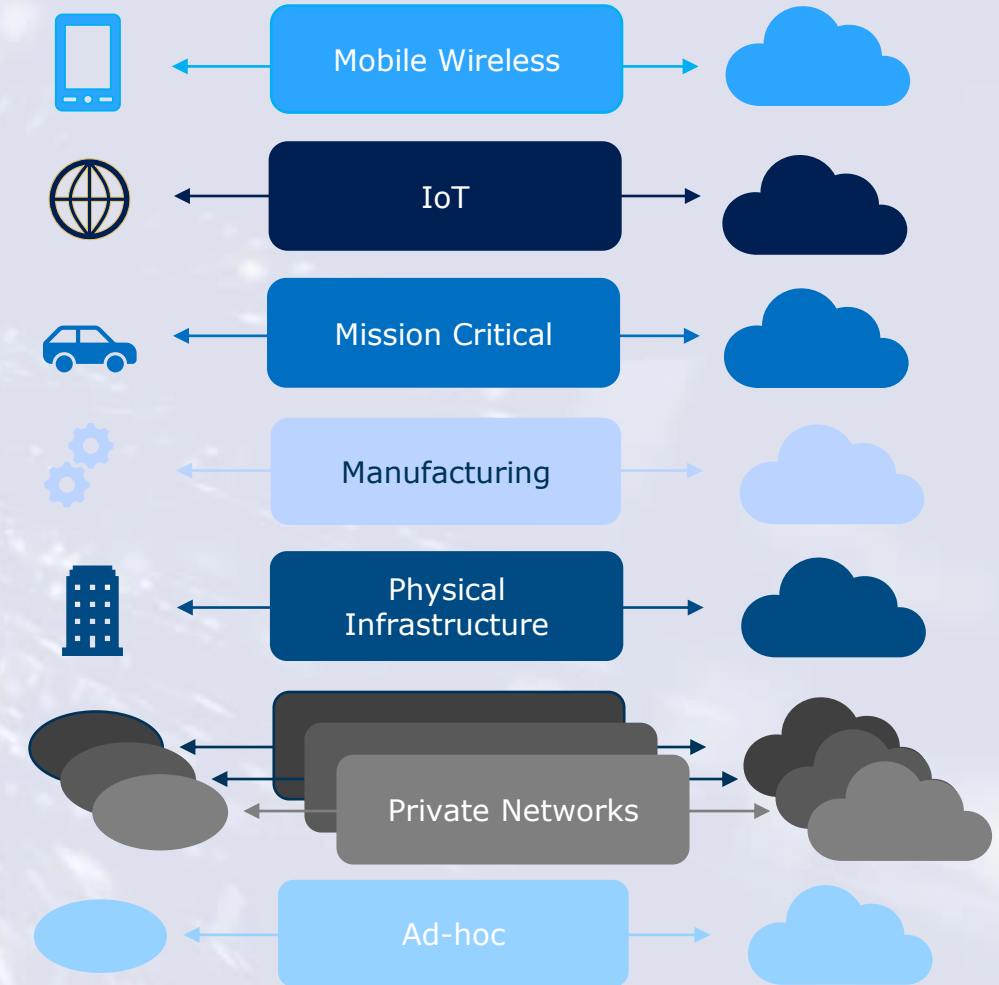 Mobile Wireless
IoT
Mission Critical
Manufacturing
Physical
Infrastructure
Private Networks
Ad-hoc